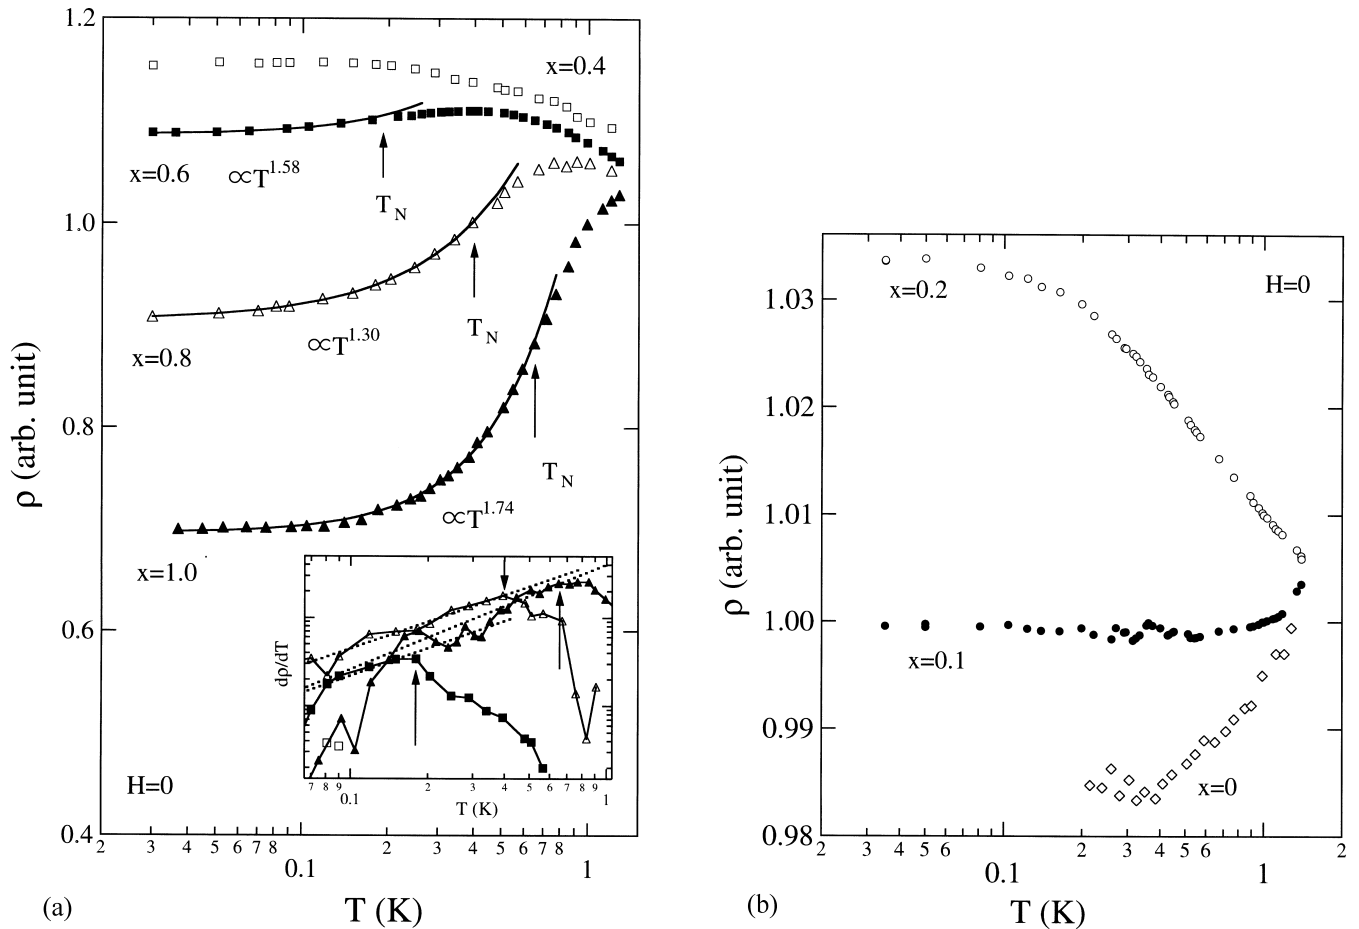 1.2
1.0
0.8
0.6
0.4
ρ (arb. unit)
x=0.4
x=0.6
∝T^1.58
T_N
x=0.8
∝T^1.30
T_N
x=1.0
∝T^1.74
T_N
H=0
dρ/dT
7 8 9 0.1 2 3 4 5 6 7 8 9 1
T (K)
2 3 4 5 6 7 8 0.1 2 3 4 5 6 7 8 1
T (K)
(a)
1.03
1.02
1.01
1.00
0.99
0.98
ρ (arb. unit)
x=0.2
H=0
x=0.1
x=0
2 3 4 5 6 0.1 2 3 4 5 6 1 2
T (K)
(b)